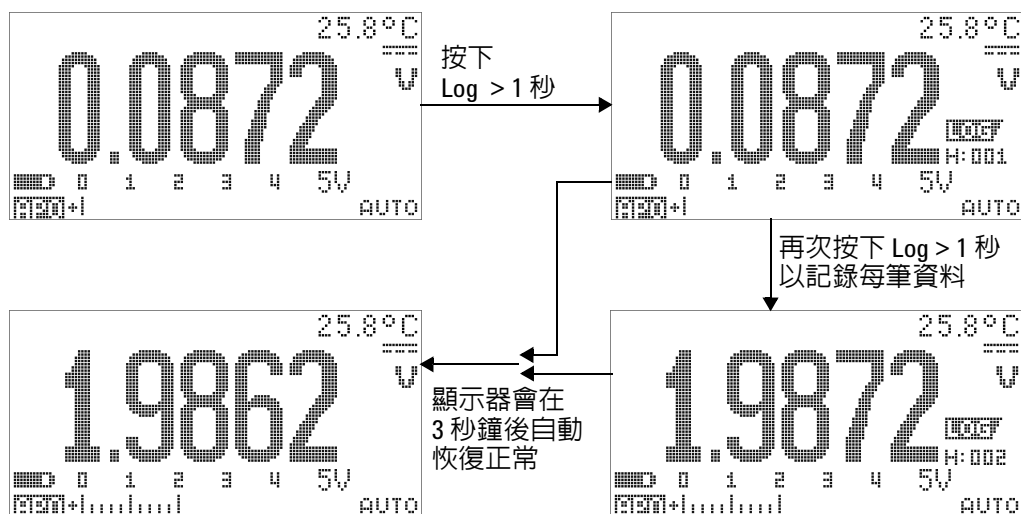 25.8°C
0.0872
V
0 1 2 3 4 5V
AUTO
按下
Log > 1 秒
25.8°C
0.0872
V
LOG
H:001
0 1 2 3 4 5V
AUTO
再次按下 Log > 1 秒
以記錄每筆資料
25.8°C
1.9862
V
0 1 2 3 4 5V
AUTO
顯示器會在
3 秒鐘後自動
恢復正常
25.8°C
1.9872
V
LOG
H:002
0 1 2 3 4 5V
AUTO